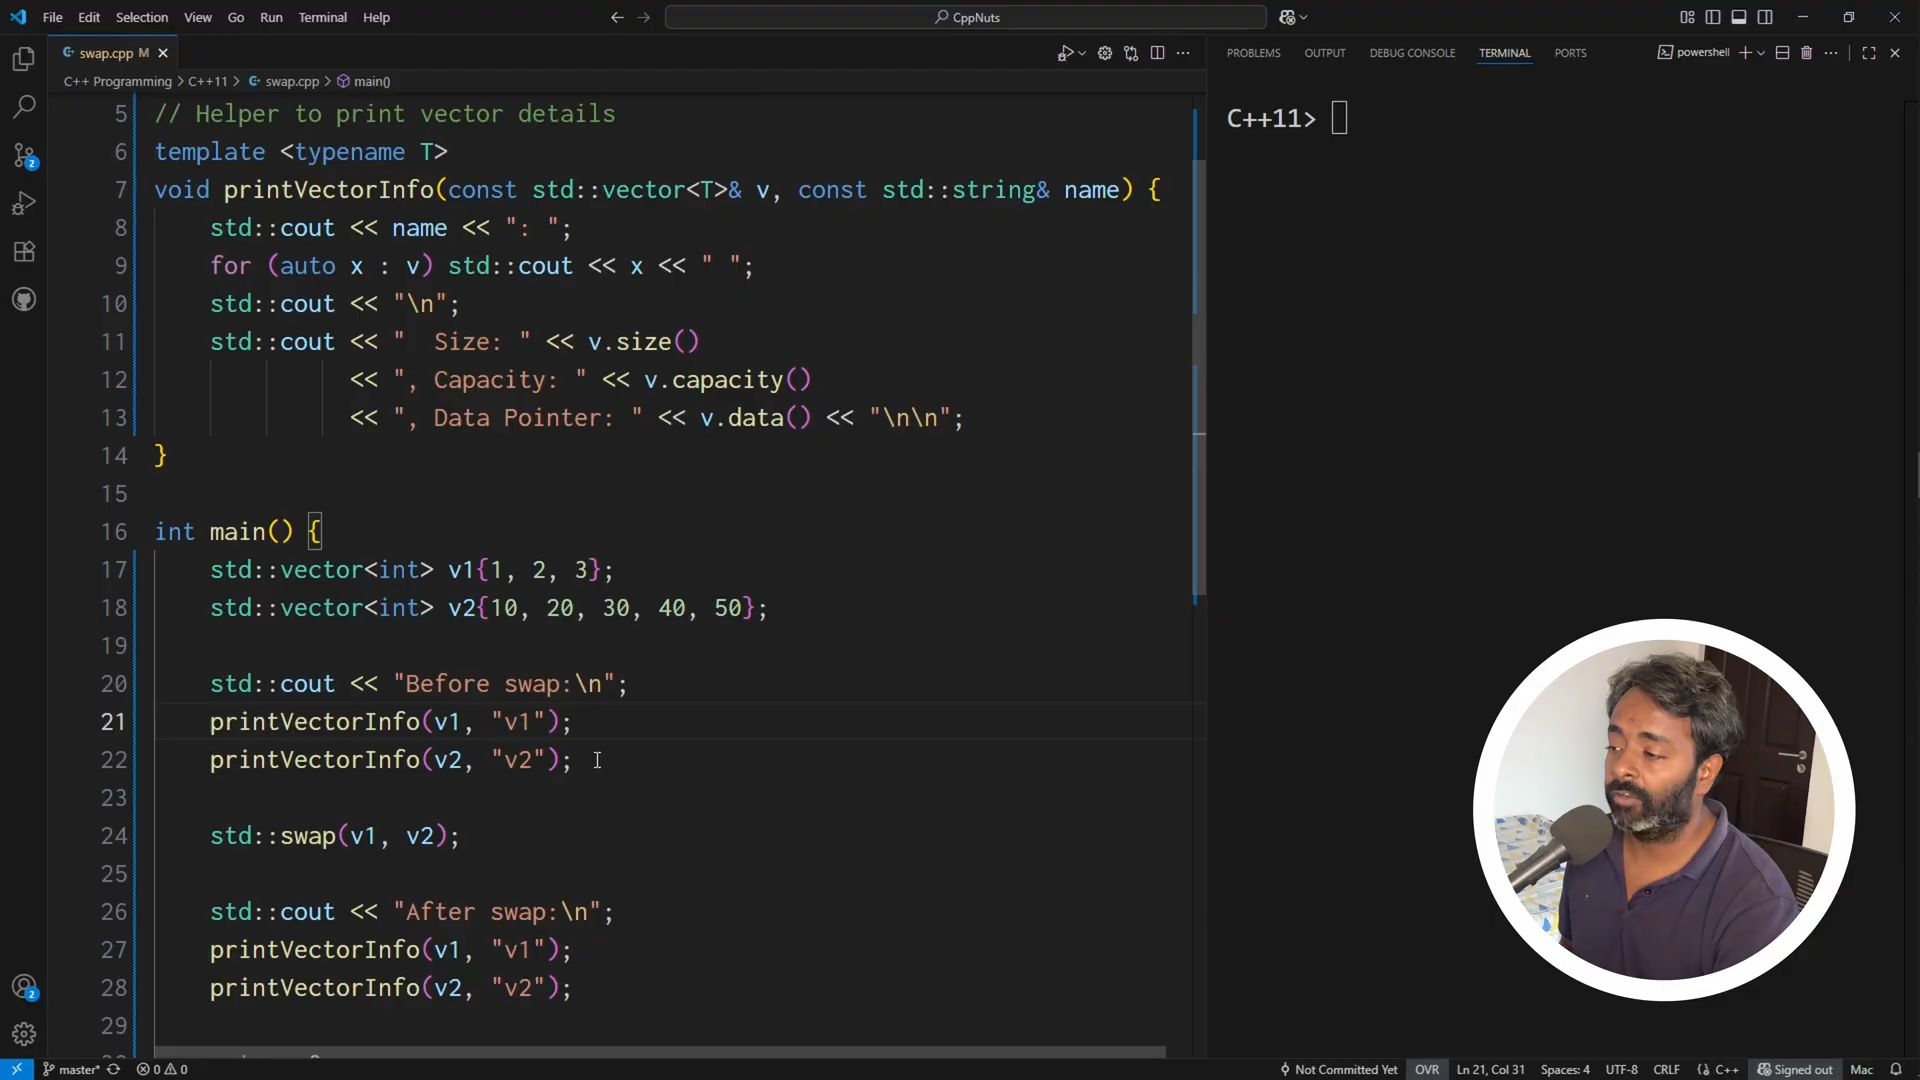 File Edit Selection View Go Run Terminal Help
CppNuts
swap.cpp M
C++ Programming > C++11 > swap.cpp > main()
5 // Helper to print vector details
6 template <typename T>
7 void printVectorInfo(const std::vector<T>& v, const std::string& name) {
8 std::cout << name << ": ";
9 for (auto x : v) std::cout << x << " ";
10 std::cout << "\n";
11 std::cout << "  Size: " << v.size()
12 << ", Capacity: " << v.capacity()
13 << ", Data Pointer: " << v.data() << "\n\n";
14 }
15
16 int main() {
17 std::vector<int> v1{1, 2, 3};
18 std::vector<int> v2{10, 20, 30, 40, 50};
19
20 std::cout << "Before swap:\n";
21 printVectorInfo(v1, "v1");
22 printVectorInfo(v2, "v2");
23
24 std::swap(v1, v2);
25
26 std::cout << "After swap:\n";
27 printVectorInfo(v1, "v1");
28 printVectorInfo(v2, "v2");
29
PROBLEMS OUTPUT DEBUG CONSOLE TERMINAL PORTS
powershell
C++11>
2
2
master* 0 0
Not Committed Yet OVR Ln 21, Col 31 Spaces: 4 UTF-8 CRLF {} C++ Signed out Mac